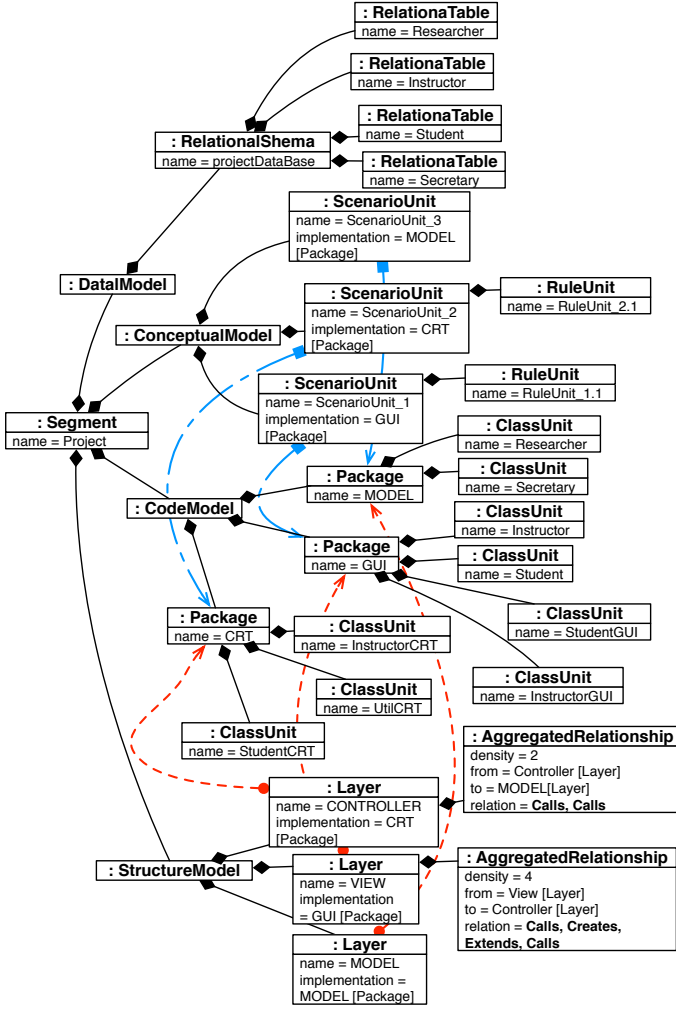 : RelationaTable
name = Researcher
: RelationaTable
name = Instructor
: RelationaTable
name = Student
: RelationalShema
name = projectDataBase
: RelationaTable
name = Secretary
: ScenarioUnit
name = ScenarioUnit_3
implementation = MODEL
[Package]
: DatalModel
: ScenarioUnit
name = ScenarioUnit_2
implementation = CRT
[Package]
: RuleUnit
name = RuleUnit_2.1
: ConceptualModel
: ScenarioUnit
name = ScenarioUnit_1
implementation = GUI
[Package]
: RuleUnit
name = RuleUnit_1.1
: Segment
name = Project
: ClassUnit
name = Researcher
: Package
name = MODEL
: ClassUnit
name = Secretary
: CodeModel
: ClassUnit
name = Instructor
: Package
name = GUI
: ClassUnit
name = Student
: Package
name = CRT
: ClassUnit
name = InstructorCRT
: ClassUnit
name = StudentGUI
: ClassUnit
name = UtilCRT
: ClassUnit
name = InstructorGUI
: ClassUnit
name = StudentCRT
: AggregatedRelationship
density = 2
from = Controller [Layer]
to = MODEL[Layer]
relation = Calls, Calls
: Layer
name = CONTROLLER
implementation = CRT
[Package]
: StructureModel
: Layer
name = VIEW
implementation
= GUI [Package]
: AggregatedRelationship
density = 4
from = View [Layer]
to = Controller [Layer]
relation = Calls, Creates,
Extends, Calls
: Layer
name = MODEL
implementation =
MODEL [Package]